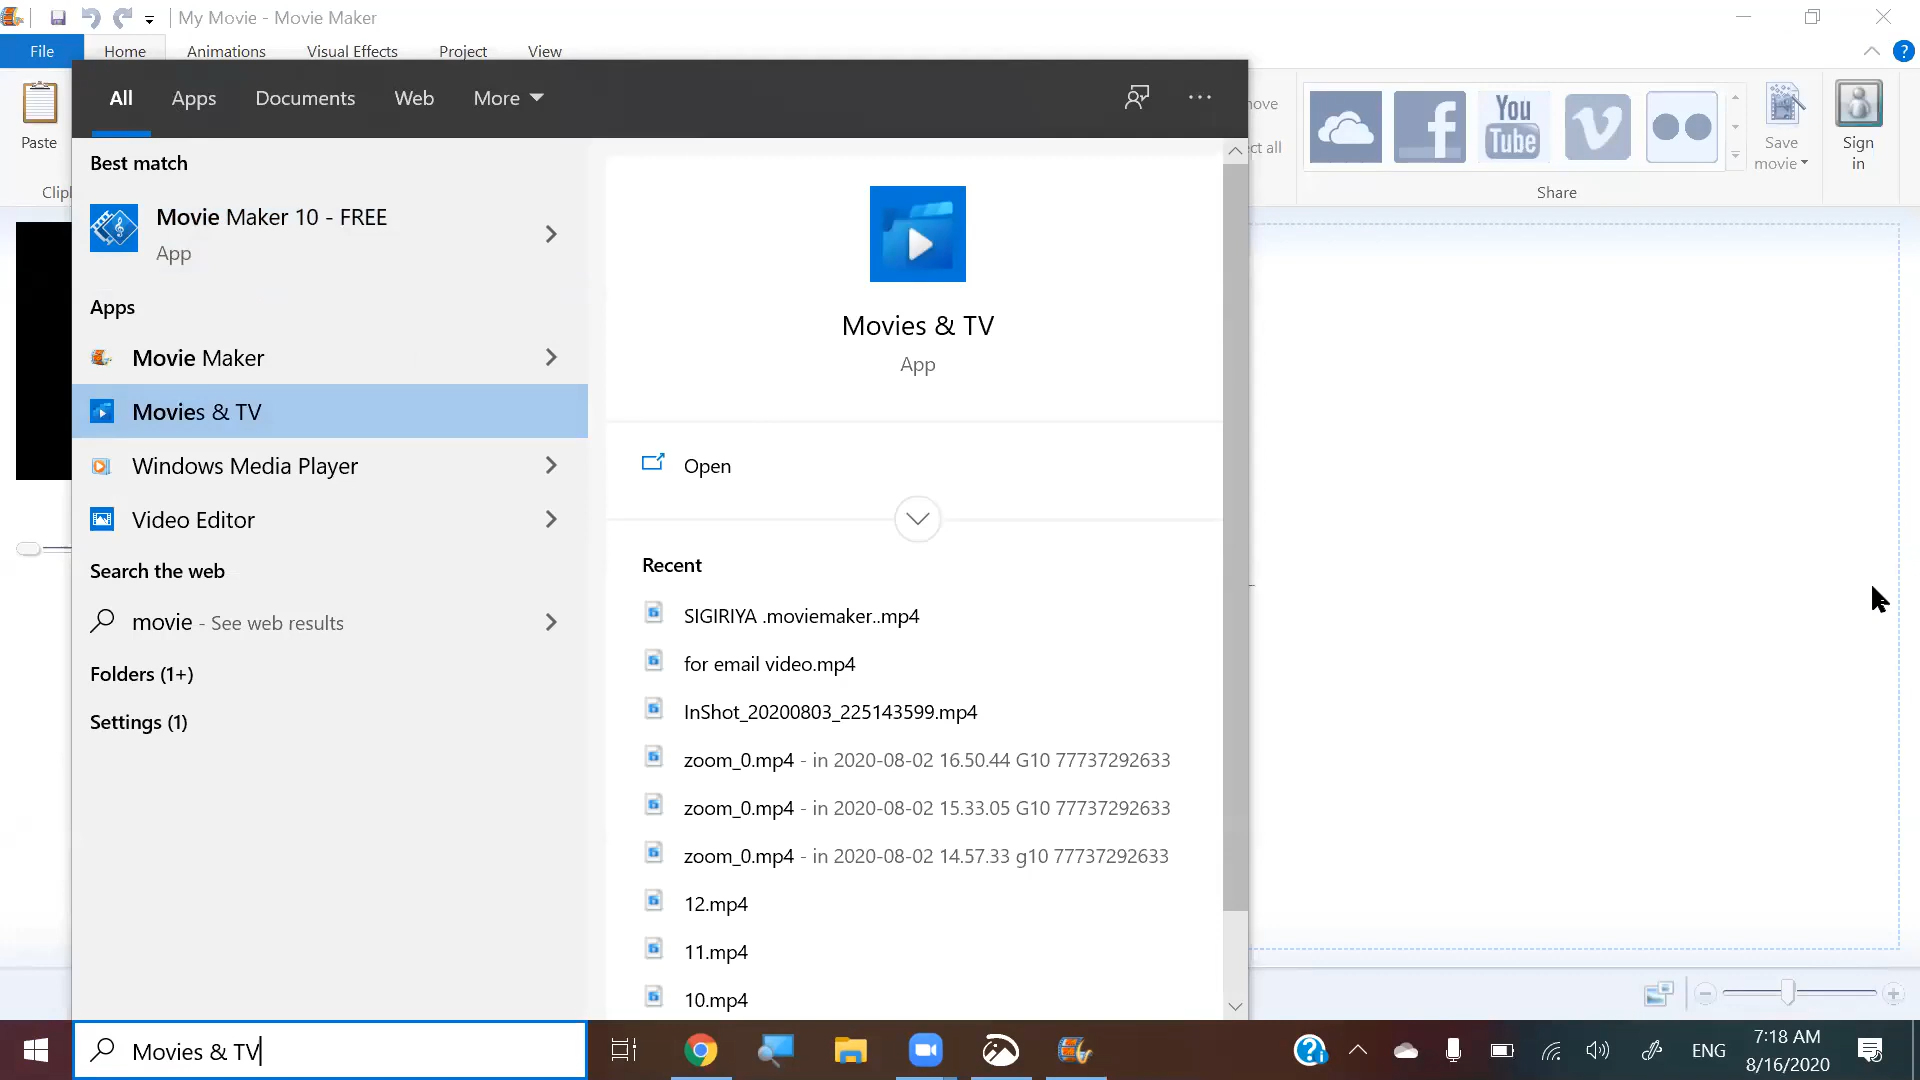 My Movie - Movie Maker
File
Home
Animations
Visual Effects
Project
View
Paste
All
Apps
Documents
Web
More
You
Tube
Save
movie
Sign
in
Share
Best match
Movie Maker 10 - FREE
App
Apps
Movie Maker
Movies & TV
Windows Media Player
Video Editor
Search the web
movie - See web results
Folders (1+)
Settings (1)
Movies & TV
App
Open
Recent
SIGIRIYA .moviemaker..mp4
for email video.mp4
InShot_20200803_225143599.mp4
zoom_0.mp4 - in 2020-08-02 16.50.44 G10 77737292633
zoom_0.mp4 - in 2020-08-02 15.33.05 G10 77737292633
zoom_0.mp4 - in 2020-08-02 14.57.33 g10 77737292633
12.mp4
11.mp4
10.mp4
Movies & TV
ENG
7:18 AM
8/16/2020